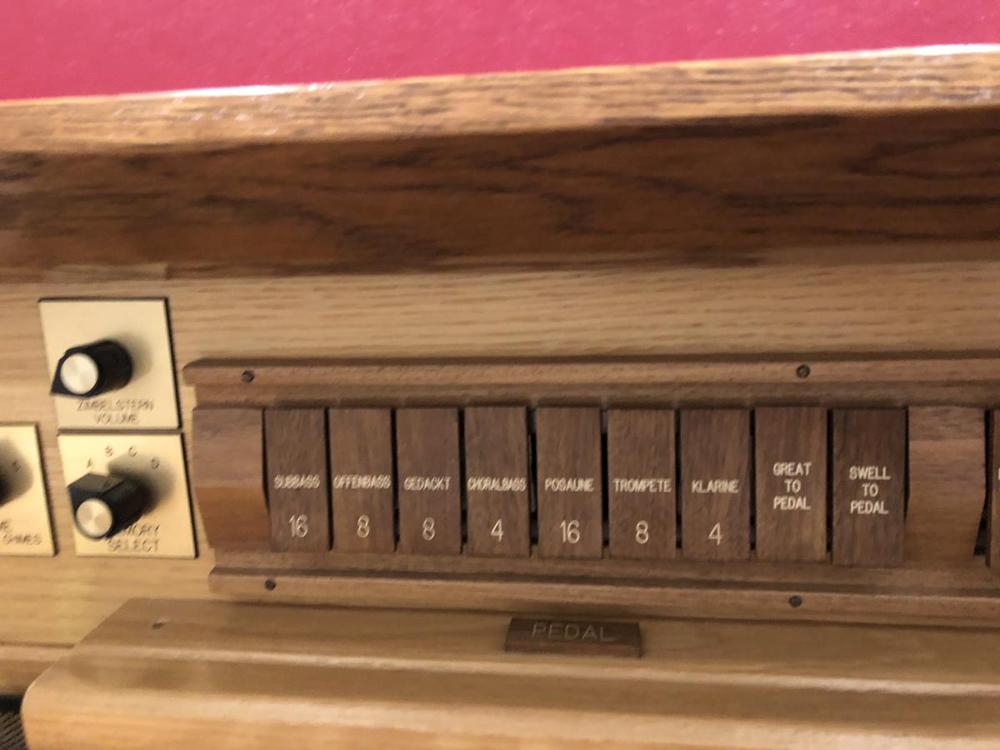 ZIMBELSTERN
VOLUME
A B C D
MEMORY
SELECT
CHIMES
SUBBASS
16
OFFENBASS
8
GEDACKT
8
CHORALBASS
4
POSAUNE
16
TROMPETE
8
KLARINE
4
GREAT
TO
PEDAL
SWELL
TO
PEDAL
PEDAL